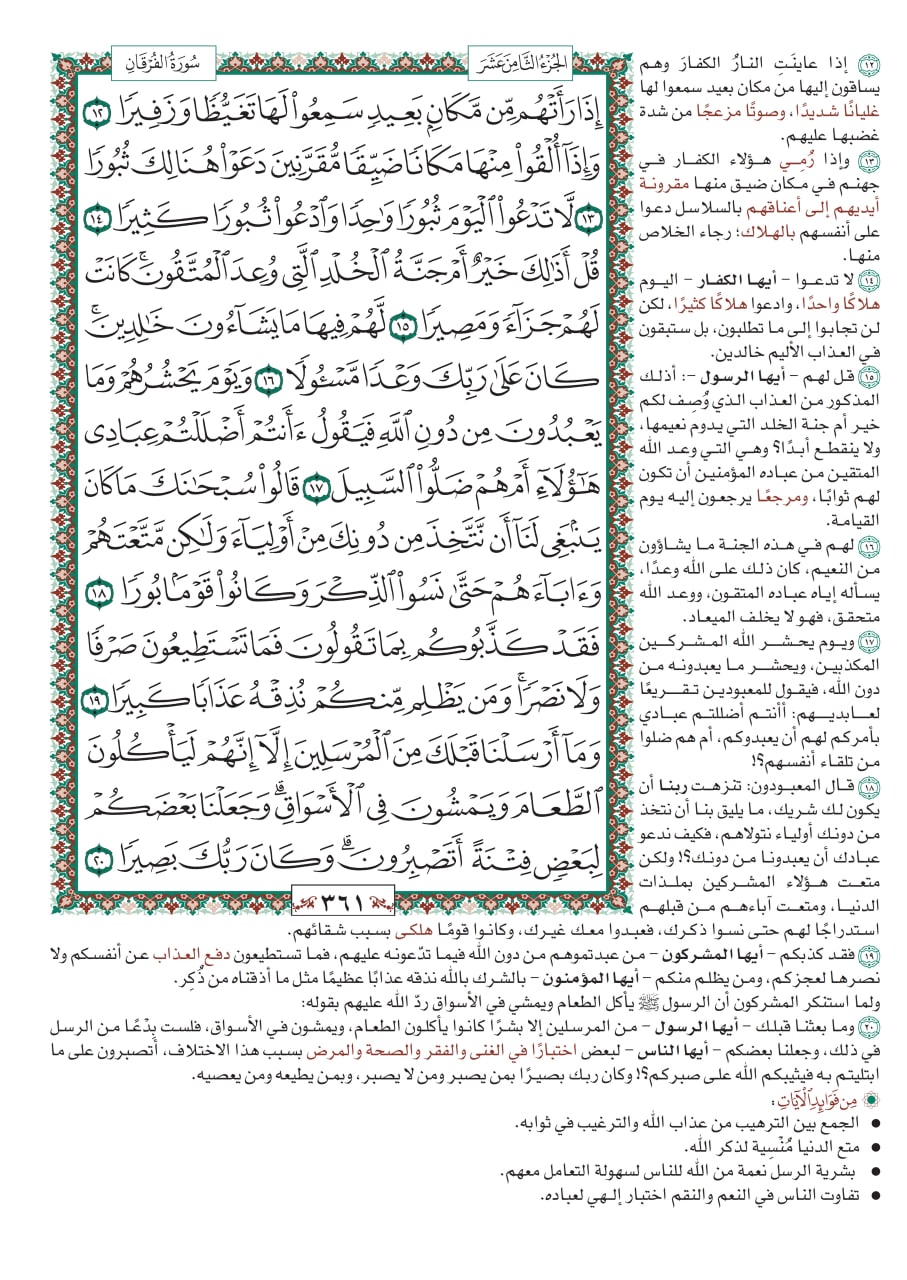 الجُزْءُ الثَّامِنَ عَشَرَ
سُورَةُ الفُرْقَانِ
إِذَا رَأَتْهُم مِّن مَّكَانِۭ بَعِيدٖ سَمِعُواْ لَهَا تَغَيُّظٗا وَزَفِيرٗا ١٢
وَإِذَآ أُلۡقُواْ مِنۡهَا مَكَانٗا ضَيِّقٗا مُّقَرَّنِينَ دَعَوۡاْ هُنَالِكَ ثُبُورٗا
١٣ لَّا تَدۡعُواْ ٱلۡيَوۡمَ ثُبُورٗا وَٰحِدٗا وَٱدۡعُواْ ثُبُورٗا كَثِيرٗا ١٤
قُلۡ أَذَٰلِكَ خَيۡرٌ أَمۡ جَنَّةُ ٱلۡخُلۡدِ ٱلَّتِي وُعِدَ ٱلۡمُتَّقُونَۚ كَانَتۡ
لَهُمۡ جَزَآءٗ وَمَصِيرٗا ١٥ لَّهُمۡ فِيهَا مَا يَشَآءُونَ خَٰلِدِينَۚ
كَانَ عَلَىٰ رَبِّكَ وَعۡدٗا مَّسۡـُٔولٗا ١٦ وَيَوۡمَ يَحۡشُرُهُمۡ وَمَا
يَعۡبُدُونَ مِن دُونِ ٱللَّهِ فَيَقُولُ ءَأَنتُمۡ أَضۡلَلۡتُمۡ عِبَادِي
هَٰٓؤُلَآءِ أَمۡ هُمۡ ضَلُّواْ ٱلسَّبِيلَ ١٧ قَالُواْ سُبۡحَٰنَكَ مَا كَانَ
يَنۢبَغِي لَنَآ أَن نَّتَّخِذَ مِن دُونِكَ مِنۡ أَوۡلِيَآءَ وَلَٰكِن مَّتَّعۡتَهُمۡ
وَءَابَآءَهُمۡ حَتَّىٰ نَسُواْ ٱلذِّكۡرَ وَكَانُواْ قَوۡمَۢا بُورٗا ١٨
فَقَدۡ كَذَّبُوكُم بِمَا تَقُولُونَ فَمَا تَسۡتَطِيعُونَ صَرۡفٗا
وَلَا نَصۡرٗاۚ وَمَن يَظۡلِم مِّنكُمۡ نُذِقۡهُ عَذَابٗا كَبِيرٗا ١٩
وَمَآ أَرۡسَلۡنَا قَبۡلَكَ مِنَ ٱلۡمُرۡسَلِينَ إِلَّآ إِنَّهُمۡ لَيَأۡكُلُونَ
ٱلطَّعَامَ وَيَمۡشُونَ فِي ٱلۡأَسۡوَاقِۗ وَجَعَلۡنَا بَعۡضَكُمۡ
لِبَعۡضٖ فِتۡنَةً أَتَصۡبِرُونَۗ وَكَانَ رَبُّكَ بَصِيرٗا ٢٠
٣٦١
١٢ إذا عاينَتِ النارُ الكفارَ وهم
يساقون إليها من مكان بعيد سمعوا لها
غليانًا شديدًا، وصوتًا مزعجًا من شدة
غضبها عليهم.
١٣ وإذا رُمِي هؤلاء الكفار في
جهنم في مكان ضيق منها مقرونة
أيديهم إلى أعناقهم بالسلاسل دعوا
على أنفسهم بالهلاك؛ رجاء الخلاص
منها.
١٤ لا تدعوا - أيها الكفار - اليوم
هلاكًا واحدًا، وادعوا هلاكًا كثيرًا، لكن
لن تجابوا إلى ما تطلبون، بل ستبقون
في العذاب الأليم خالدين.
١٥ قل لهم - أيها الرسول -: أذلك
المذكور من العذاب الذي وُصِف لكم
خير أم جنة الخلد التي يدوم نعيمها،
ولا ينقطع أبدًا؟ وهي التي وعد الله
المتقين من عباده المؤمنين أن تكون
لهم ثوابًا، ومرجعًا يرجعون إليه يوم
القيامة.
١٦ لهم في هذه الجنة ما يشاؤون
من النعيم، كان ذلك على الله وعدًا،
يسأله إياه عباده المتقون، ووعد الله
متحقق، فهو لا يخلف الميعاد.
١٧ ويوم يحشر الله المشركين
المكذبين، ويحشر ما يعبدونه من
دون الله، فيقول للمعبودين تقريعًا
لعابديهم: أأنتم أضللتم عبادي
بأمركم لهم أن يعبدوكم، أم هم ضلوا
من تلقاء أنفسهم؟!
١٨ قال المعبودون: تنزهت ربنا أن
يكون لك شريك، ما يليق بنا أن نتخذ
من دونك أولياء نتولاهم، فكيف ندعو
عبادك أن يعبدونا من دونك؟! ولكن
متعت هؤلاء المشركين بملذات
الدنيا، ومتعت آباءهم من قبلهم
استدراجًا لهم حتى نسوا ذكرك، فعبدوا معك غيرك، وكانوا قومًا هلكى بسبب شقائهم.
١٩ فقد كذبكم - أيها المشركون - من عبدتموهم من دون الله فيما تدّعونه عليهم، فما تستطيعون دفع العذاب عن أنفسكم ولا
نصرها لعجزكم، ومن يظلم منكم - أيها المؤمنون - بالشرك بالله نذقه عذابًا عظيمًا مثل ما أذقناه من ذُكِر.
ولما استنكر المشركون أن الرسول ﷺ يأكل الطعام ويمشي في الأسواق ردّ الله عليهم بقوله:
٢٠ وما بعثنا قبلك - أيها الرسول - من المرسلين إلا بشرًا كانوا يأكلون الطعام، ويمشون في الأسواق، فلست بِدْعًا من الرسل
في ذلك، وجعلنا بعضكم - أيها الناس - لبعض اختبارًا في الغنى والفقر والصحة والمرض بسبب هذا الاختلاف، أتصبرون على ما
ابتليتم به فيثيبكم الله على صبركم؟! وكان ربك بصيرًا بمن يصبر ومن لا يصبر، وبمن يطيعه ومن يعصيه.
مِن فَوَائِدِ الْآيَاتِ:
• الجمع بين الترهيب من عذاب الله والترغيب في ثوابه.
• متع الدنيا مُنْسِية لذكر الله.
• بشرية الرسل نعمة من الله للناس لسهولة التعامل معهم.
• تفاوت الناس في النعم والنقم اختبار إلهي لعباده.